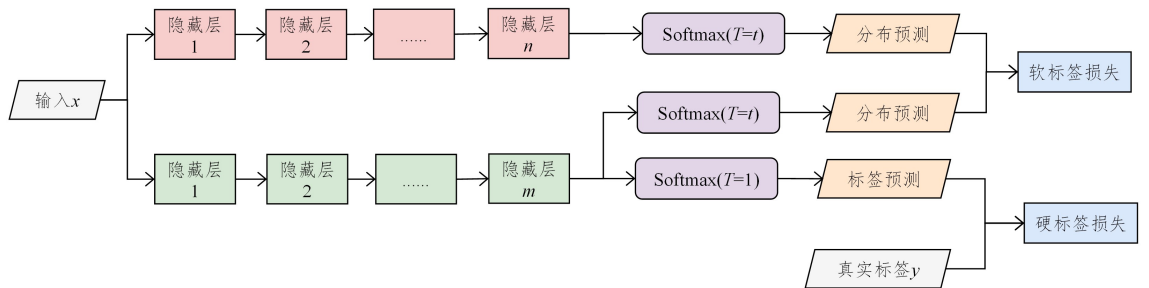 隐藏层
1
隐藏层
2
……
隐藏层
n
Softmax(T=t)
分布预测
软标签损失
输入x
Softmax(T=t)
分布预测
隐藏层
1
隐藏层
2
……
隐藏层
m
Softmax(T=1)
标签预测
硬标签损失
真实标签y